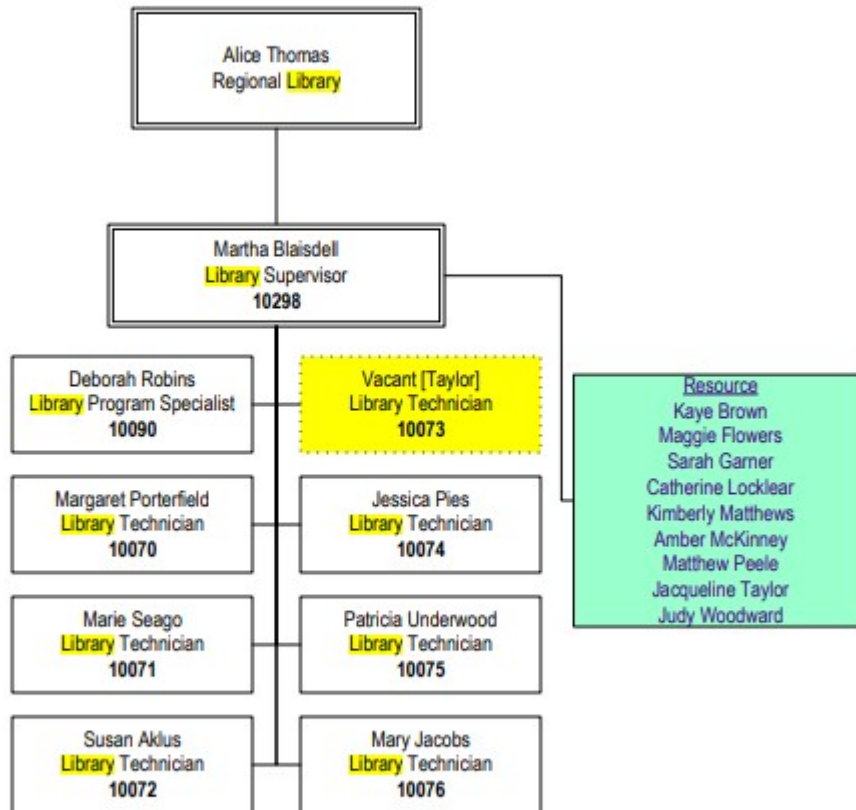 Alice Thomas
Regional Library
Martha Blaisdell
Library Supervisor
10298
Deborah Robins
Library Program Specialist
10090
Vacant [Taylor]
Library Technician
10073
Margaret Porterfield
Library Technician
10070
Jessica Pies
Library Technician
10074
Marie Seago
Library Technician
10071
Patricia Underwood
Library Technician
10075
Susan Aklus
Library Technician
10072
Mary Jacobs
Library Technician
10076
Resource
Kaye Brown
Maggie Flowers
Sarah Garner
Catherine Locklear
Kimberly Matthews
Amber McKinney
Matthew Peele
Jacqueline Taylor
Judy Woodward